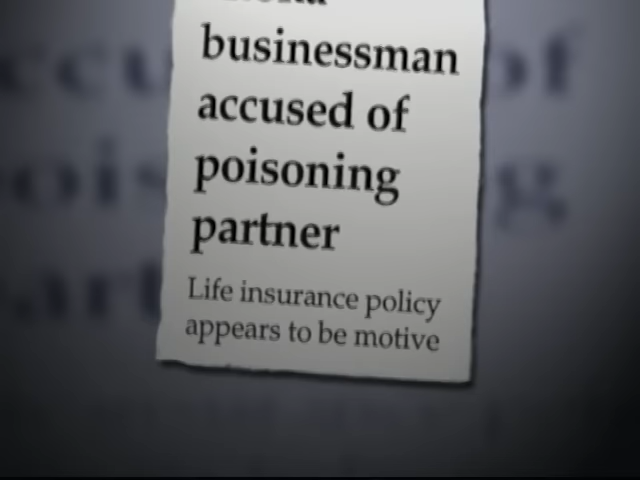 businessman
accused of
poisoning
partner
Life insurance policy
appears to be motive